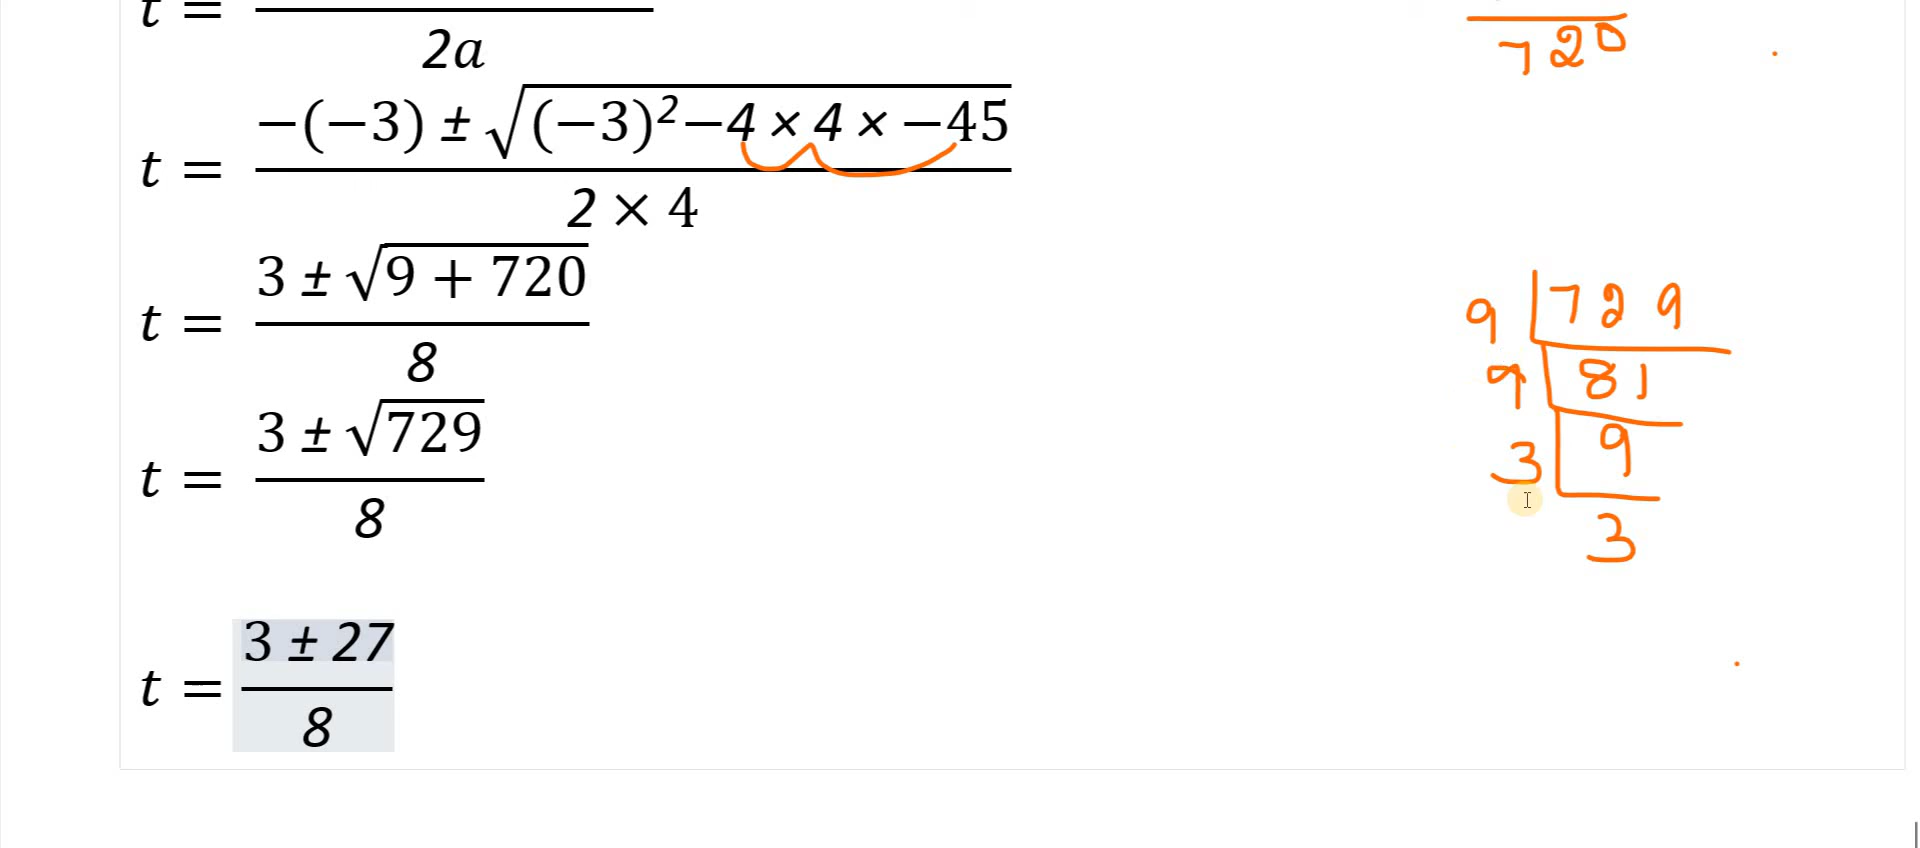 t =
2a
t = −(−3) ± √(−3)²−4 × 4 × −45
2 × 4
t = 3 ± √9 + 720
8
t = 3 ± √729
8
t = 3 ± 27
8
720
9 729
9 81
3 9
3